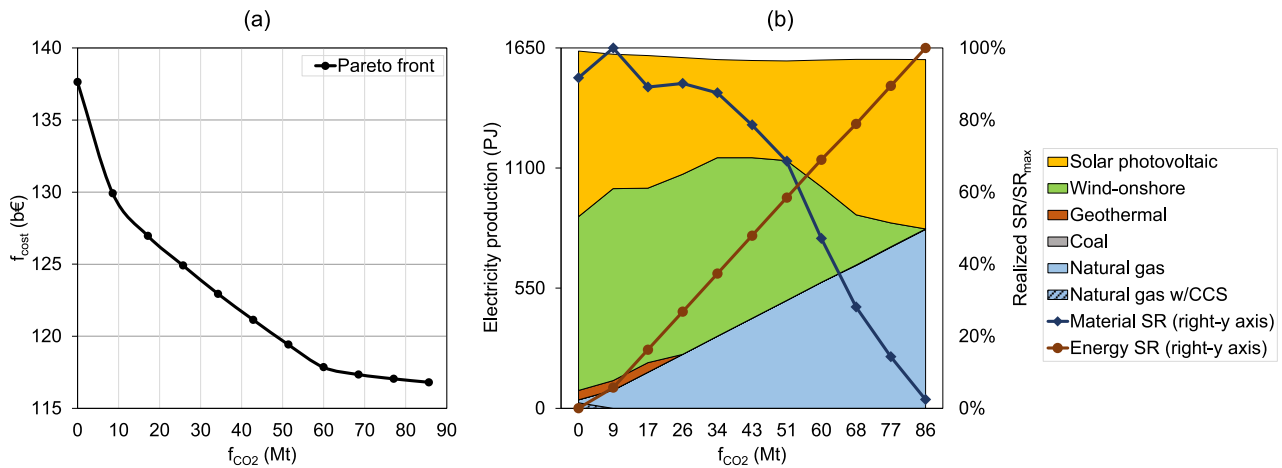 (a)
140
135
130
125
120
115
f_cost (b€)
0 10 20 30 40 50 60 70 80 90
f_CO2 (Mt)
Pareto front
(b)
1650
1100
550
0
Electricity production (PJ)
0 9 17 26 34 43 51 60 68 77 86
f_CO2 (Mt)
100%
80%
60%
40%
20%
0%
Realized SR/SR_max
Solar photovoltaic
Wind-onshore
Geothermal
Coal
Natural gas
Natural gas w/CCS
Material SR (right-y axis)
Energy SR (right-y axis)